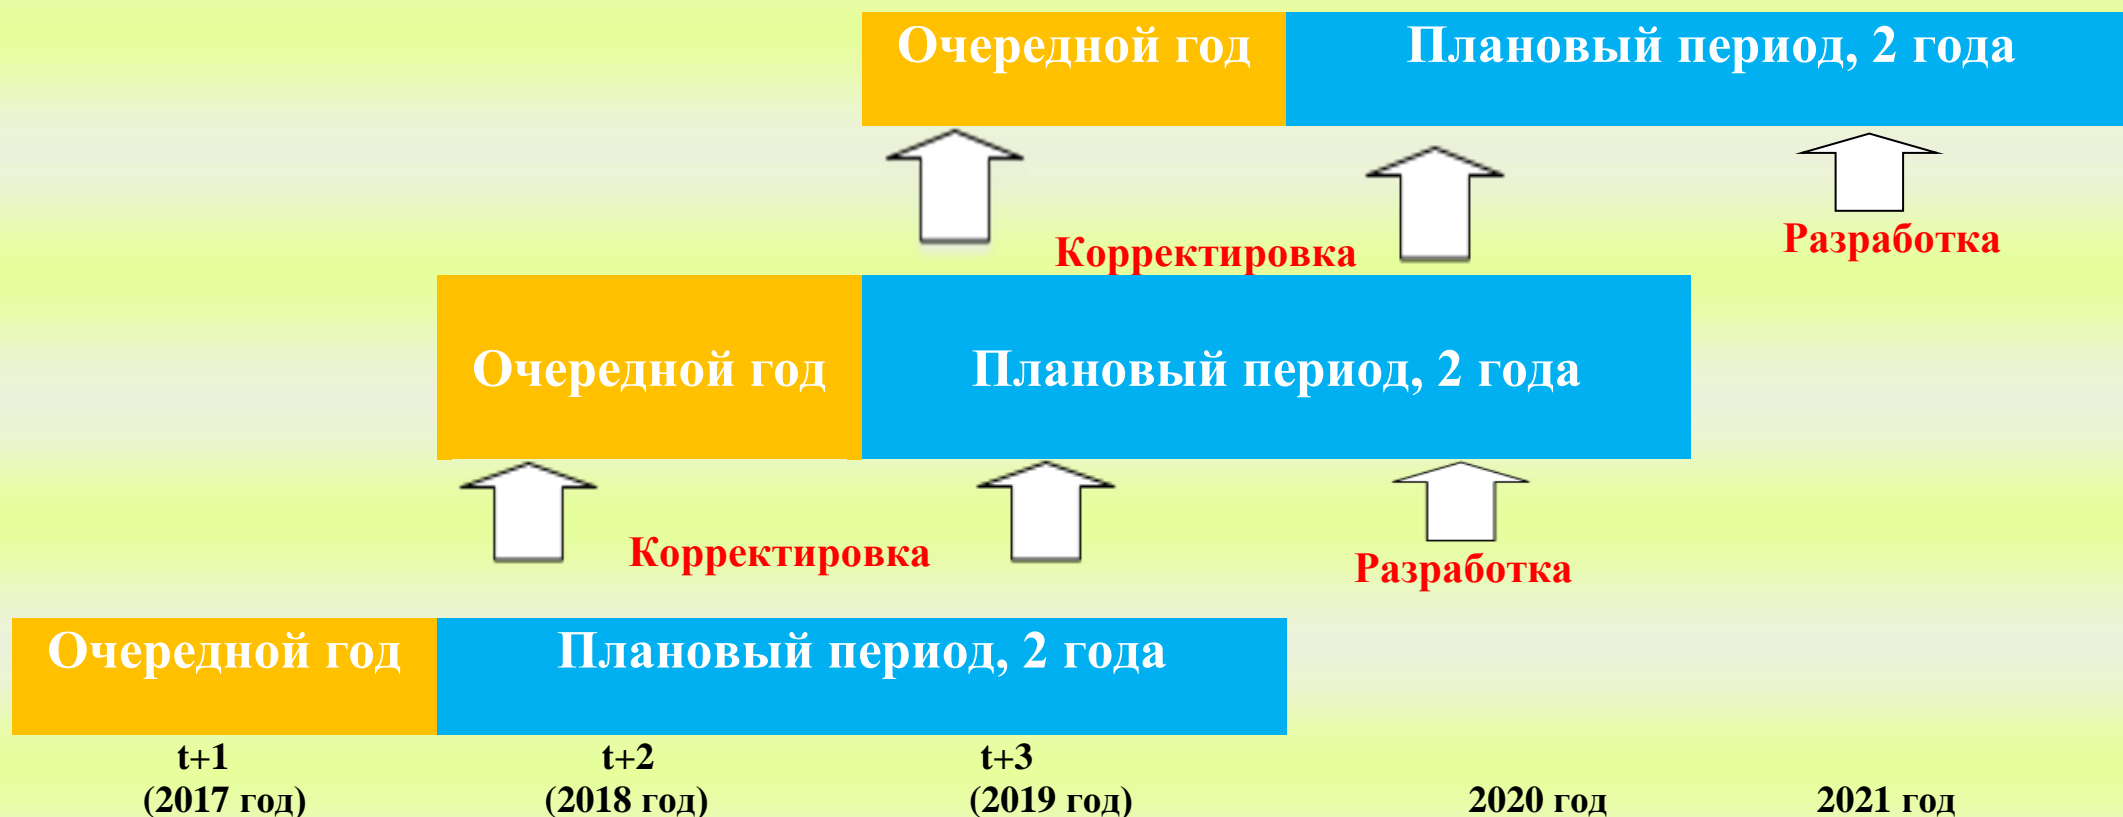 Очередной год
Плановый период, 2 года
Корректировка
Разработка
Очередной год
Плановый период, 2 года
Корректировка
Разработка
Очередной год
Плановый период, 2 года
t+1
(2017 год)
t+2
(2018 год)
t+3
(2019 год)
2020 год
2021 год